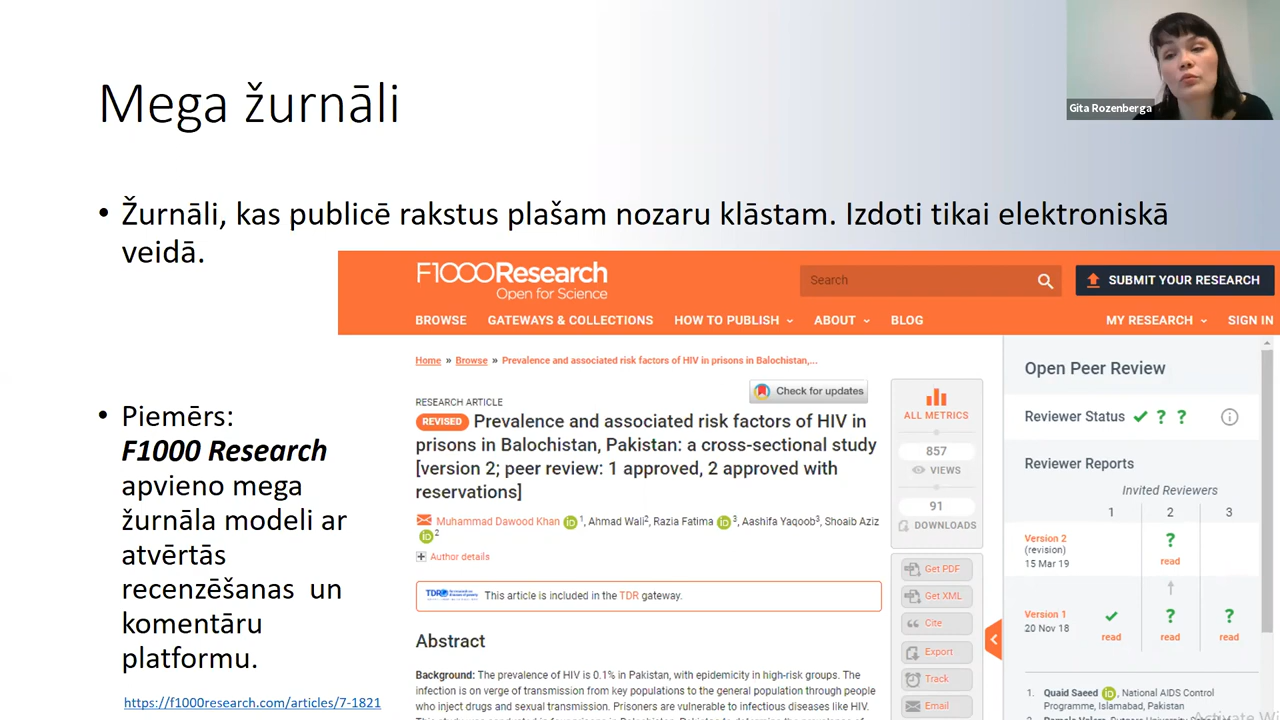 Mega žurnāli
Gita Rozenberga
• Žurnāli, kas publicē rakstus plašam nozaru klāstam. Izdoti tikai elektroniskā
veidā.
• Piemērs:
F1000 Research
apvieno mega
žurnāla modeli ar
atvērtās
recenzēšanas un
komentāru
platformu.
https://f1000research.com/articles/7-1821
F1000Research
Open for Science
Search
SUBMIT YOUR RESEARCH
BROWSE GATEWAYS & COLLECTIONS HOW TO PUBLISH ABOUT BLOG MY RESEARCH SIGN IN
Home » Browse » Prevalence and associated risk factors of HIV in prisons in Balochistan,...
Check for updates
RESEARCH ARTICLE
REVISED Prevalence and associated risk factors of HIV in
prisons in Balochistan, Pakistan: a cross-sectional study
[version 2; peer review: 1 approved, 2 approved with
reservations]
Muhammad Dawood Khan iD 1, Ahmad Wali2, Razia Fatima iD 3, Aashifa Yaqoob3, Shoaib Aziz
iD 2
+ Author details
TDR This article is included in the TDR gateway.
Abstract
Background: The prevalence of HIV is 0.1% in Pakistan, with epidemicity in high-risk groups. The
infection is on verge of transmission from key populations to the general population through people
who inject drugs and sexual transmission. Prisoners are vulnerable to infectious diseases like HIV.
ALL METRICS
857
VIEWS
91
DOWNLOADS
Get PDF
Get XML
Cite
Export
Track
Email
Open Peer Review
Reviewer Status ✓ ? ?
Reviewer Reports
Invited Reviewers
1 2 3
Version 2
(revision)
15 Mar 19
?
read
Version 1
20 Nov 18
✓ ? ?
read read read
1. Quaid Saeed iD, National AIDS Control
Programme, Islamabad, Pakistan